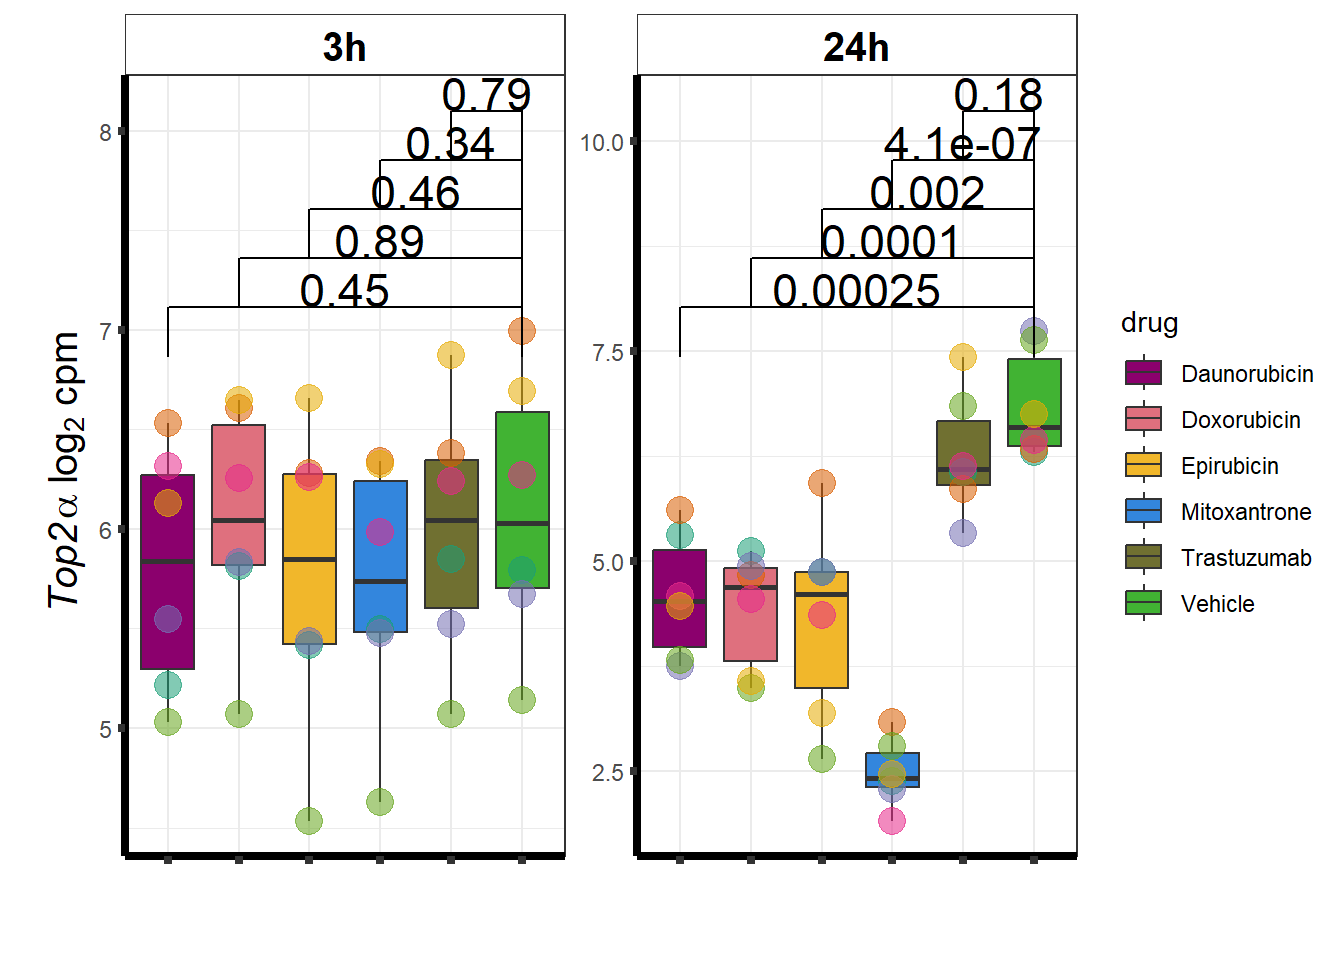 3h
24h
0.79
0.34
0.46
0.89
0.45
0.18
4.1e-07
0.002
0.0001
0.00025
8
7
6
5
10.0
7.5
5.0
2.5
Top2α log₂ cpm
drug
Daunorubicin
Doxorubicin
Epirubicin
Mitoxantrone
Trastuzumab
Vehicle